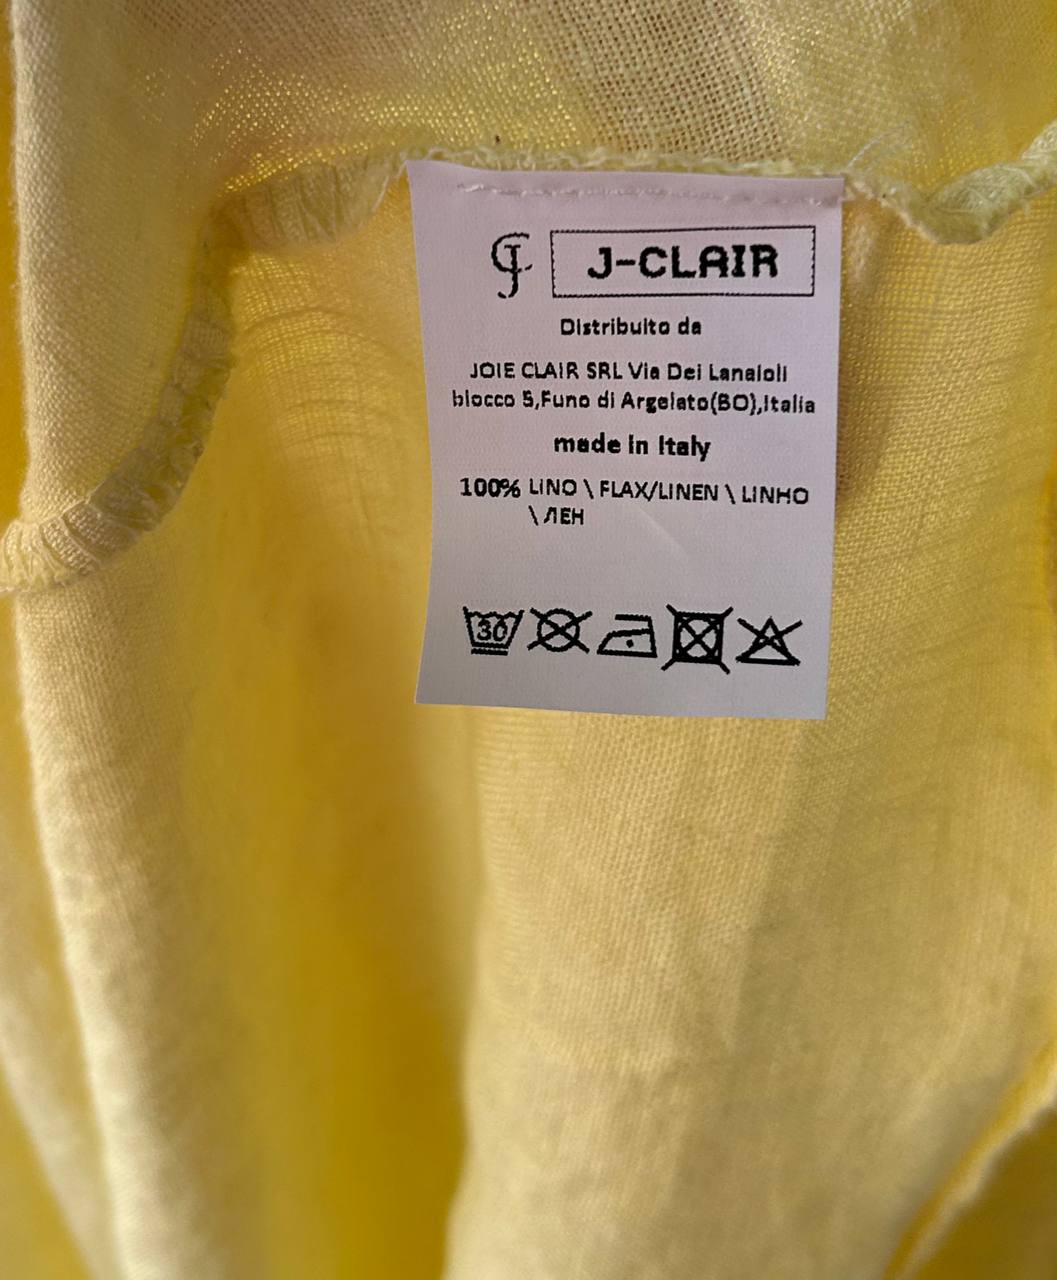 J-CLAIR
Distribuito da
JOIE CLAIR SRL Via Dei Lanaioli
blocco 5,Funo di Argelato(BO),Italia
made in Italy
100% LINO \ FLAX/LINEN \ LINHO
\ ЛЕН
30